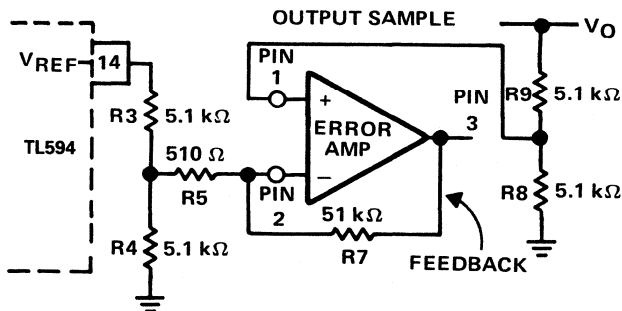 OUTPUT SAMPLE
VO
VREF
14
PIN
1
R3
5.1 kΩ
+
ERROR
AMP
PIN
3
R9
5.1 kΩ
TL594
510 Ω
R5
−
PIN
2
R8
5.1 kΩ
R4
5.1 kΩ
51 kΩ
R7
FEEDBACK